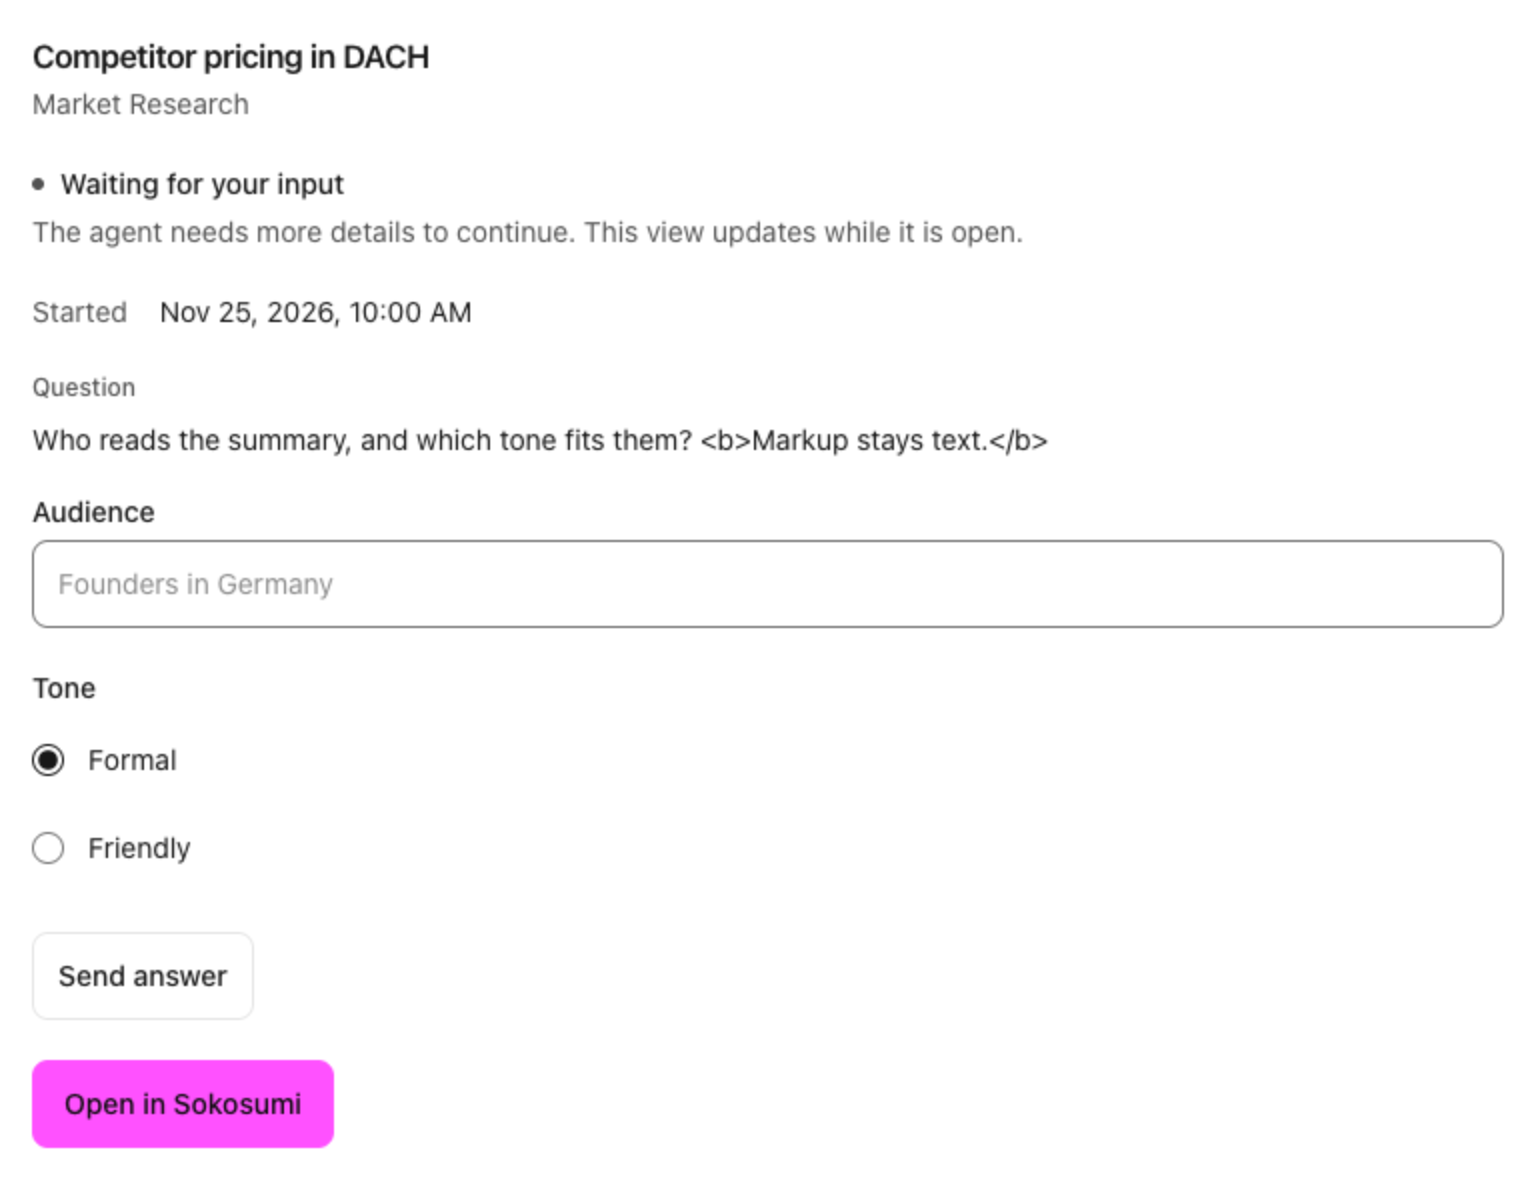 Competitor pricing in DACH
Market Research
Waiting for your input
The agent needs more details to continue. This view updates while it is open.
Started Nov 25, 2026, 10:00 AM
Question
Who reads the summary, and which tone fits them? <b>Markup stays text.</b>
Audience
Founders in Germany
Tone
Formal
Friendly
Send answer
Open in Sokosumi